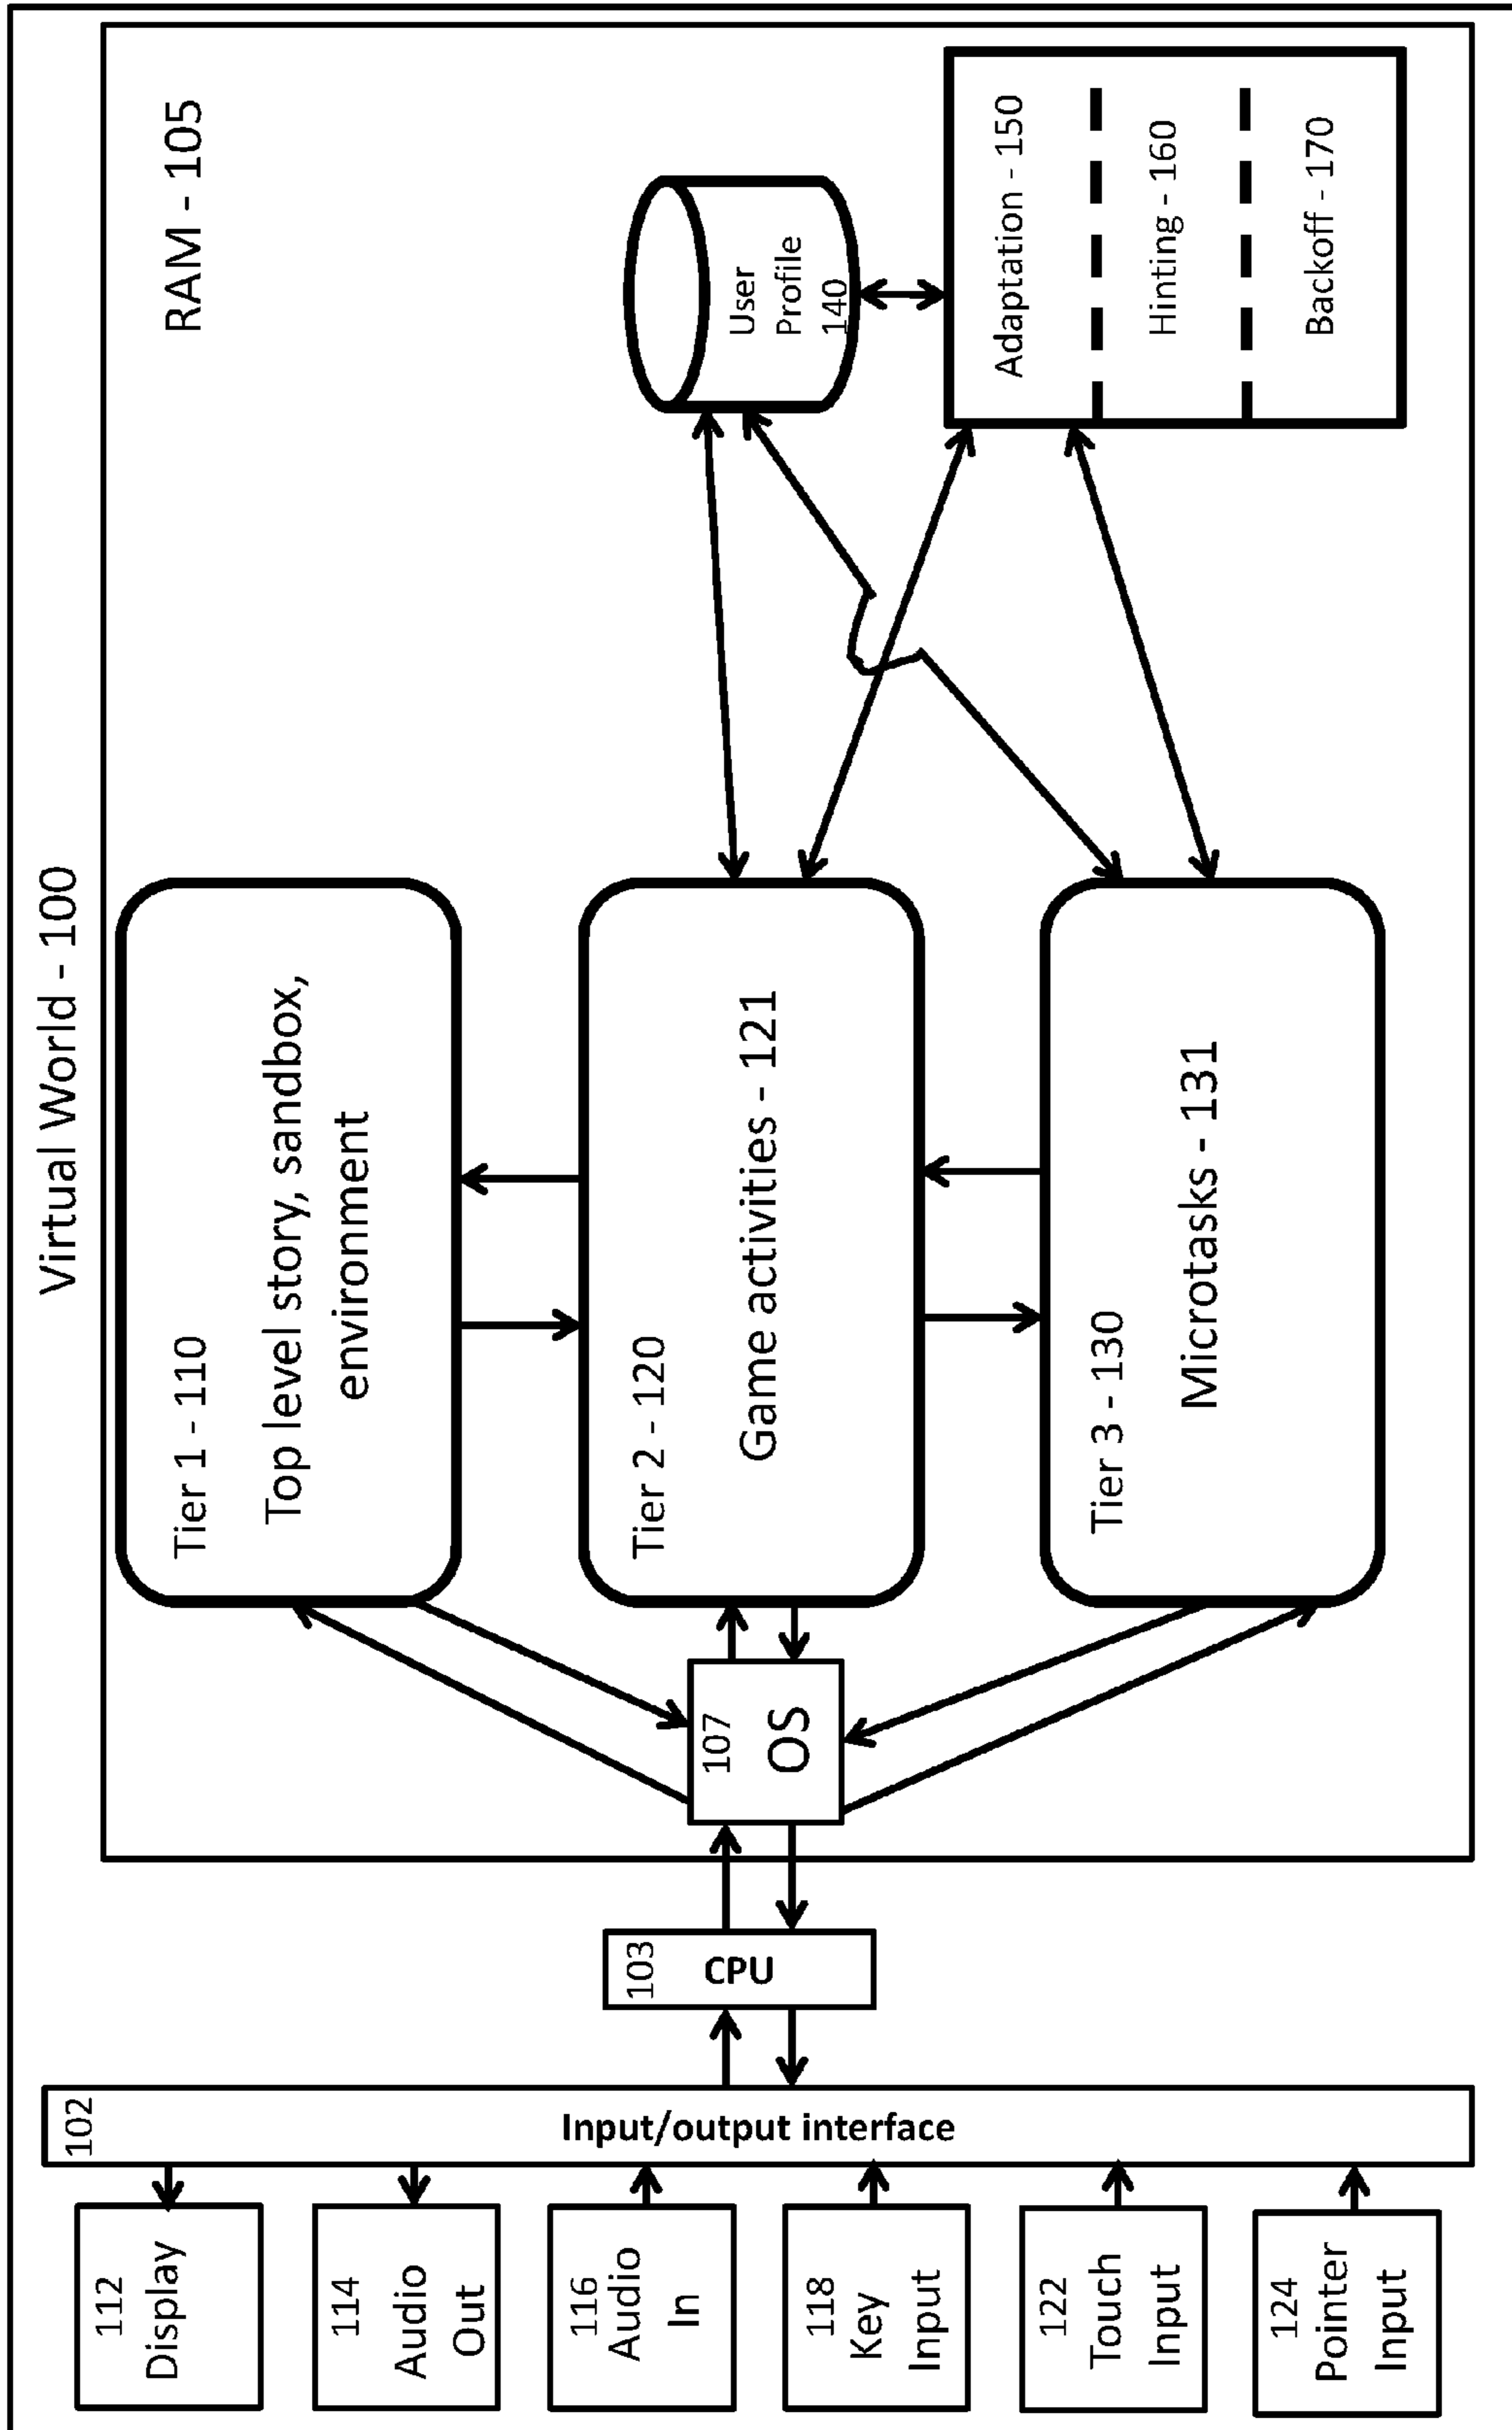 Virtual World - 100
RAM - 105
112
Display
114
Audio
Out
116
Audio
In
118
Key
Input
122
Touch
Input
124
Pointer
Input
102
Input/output interface
103
CPU
107
OS
Tier 1 - 110
Top level story, sandbox,
environment
Tier 2 - 120
Game activities - 121
Tier 3 - 130
Microtasks - 131
User
Profile
140
Adaptation - 150
Hinting - 160
Backoff - 170